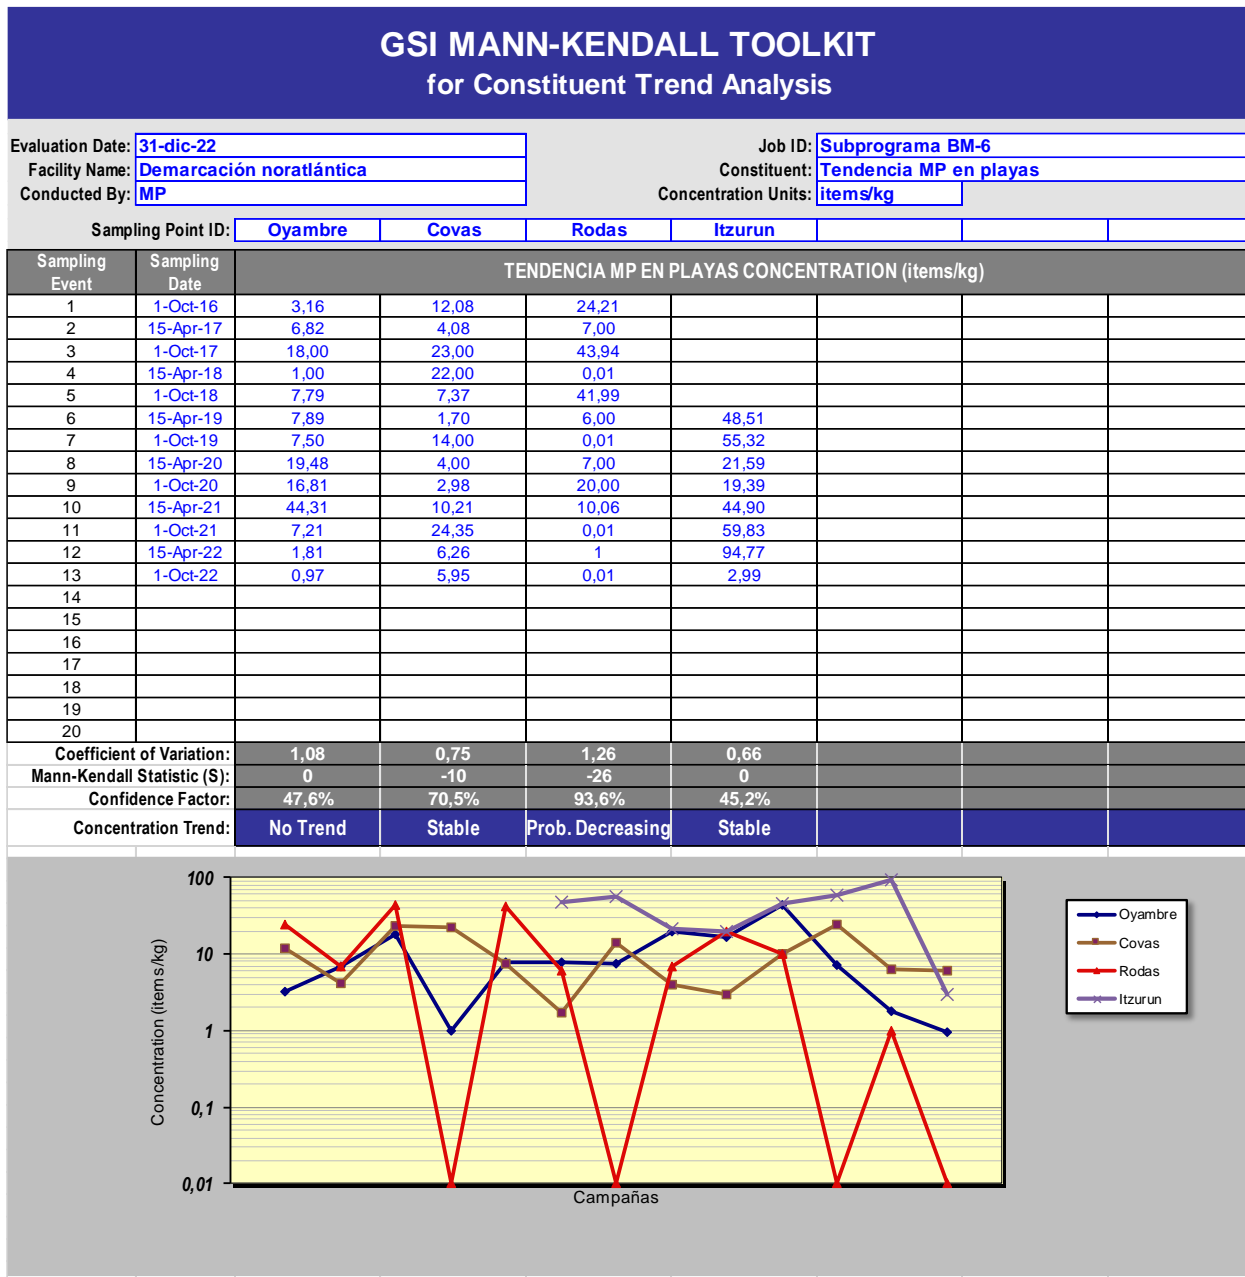 GSI MANN-KENDALL TOOLKIT
for Constituent Trend Analysis
Evaluation Date: 31-dic-22 Job ID: Subprograma BM-6
Facility Name: Demarcación noratlántica Constituent: Tendencia MP en playas
Conducted By: MP Concentration Units: items/kg
Sampling Point ID: Oyambre Covas Rodas Itzurun
Sampling Event Sampling Date TENDENCIA MP EN PLAYAS CONCENTRATION (items/kg)
1 1-Oct-16 3,16 12,08 24,21
2 15-Apr-17 6,82 4,08 7,00
3 1-Oct-17 18,00 23,00 43,94
4 15-Apr-18 1,00 22,00 0,01
5 1-Oct-18 7,79 7,37 41,99
6 15-Apr-19 7,89 1,70 6,00 48,51
7 1-Oct-19 7,50 14,00 0,01 55,32
8 15-Apr-20 19,48 4,00 7,00 21,59
9 1-Oct-20 16,81 2,98 20,00 19,39
10 15-Apr-21 44,31 10,21 10,06 44,90
11 1-Oct-21 7,21 24,35 0,01 59,83
12 15-Apr-22 1,81 6,26 1 94,77
13 1-Oct-22 0,97 5,95 0,01 2,99
14
15
16
17
18
19
20
Coefficient of Variation: 1,08 0,75 1,26 0,66
Mann-Kendall Statistic (S): 0 -10 -26 0
Confidence Factor: 47,6% 70,5% 93,6% 45,2%
Concentration Trend: No Trend Stable Prob. Decreasing Stable
100
10
1
0,1
0,01
Concentration (items/kg)
Campañas
Oyambre
Covas
Rodas
Itzurun